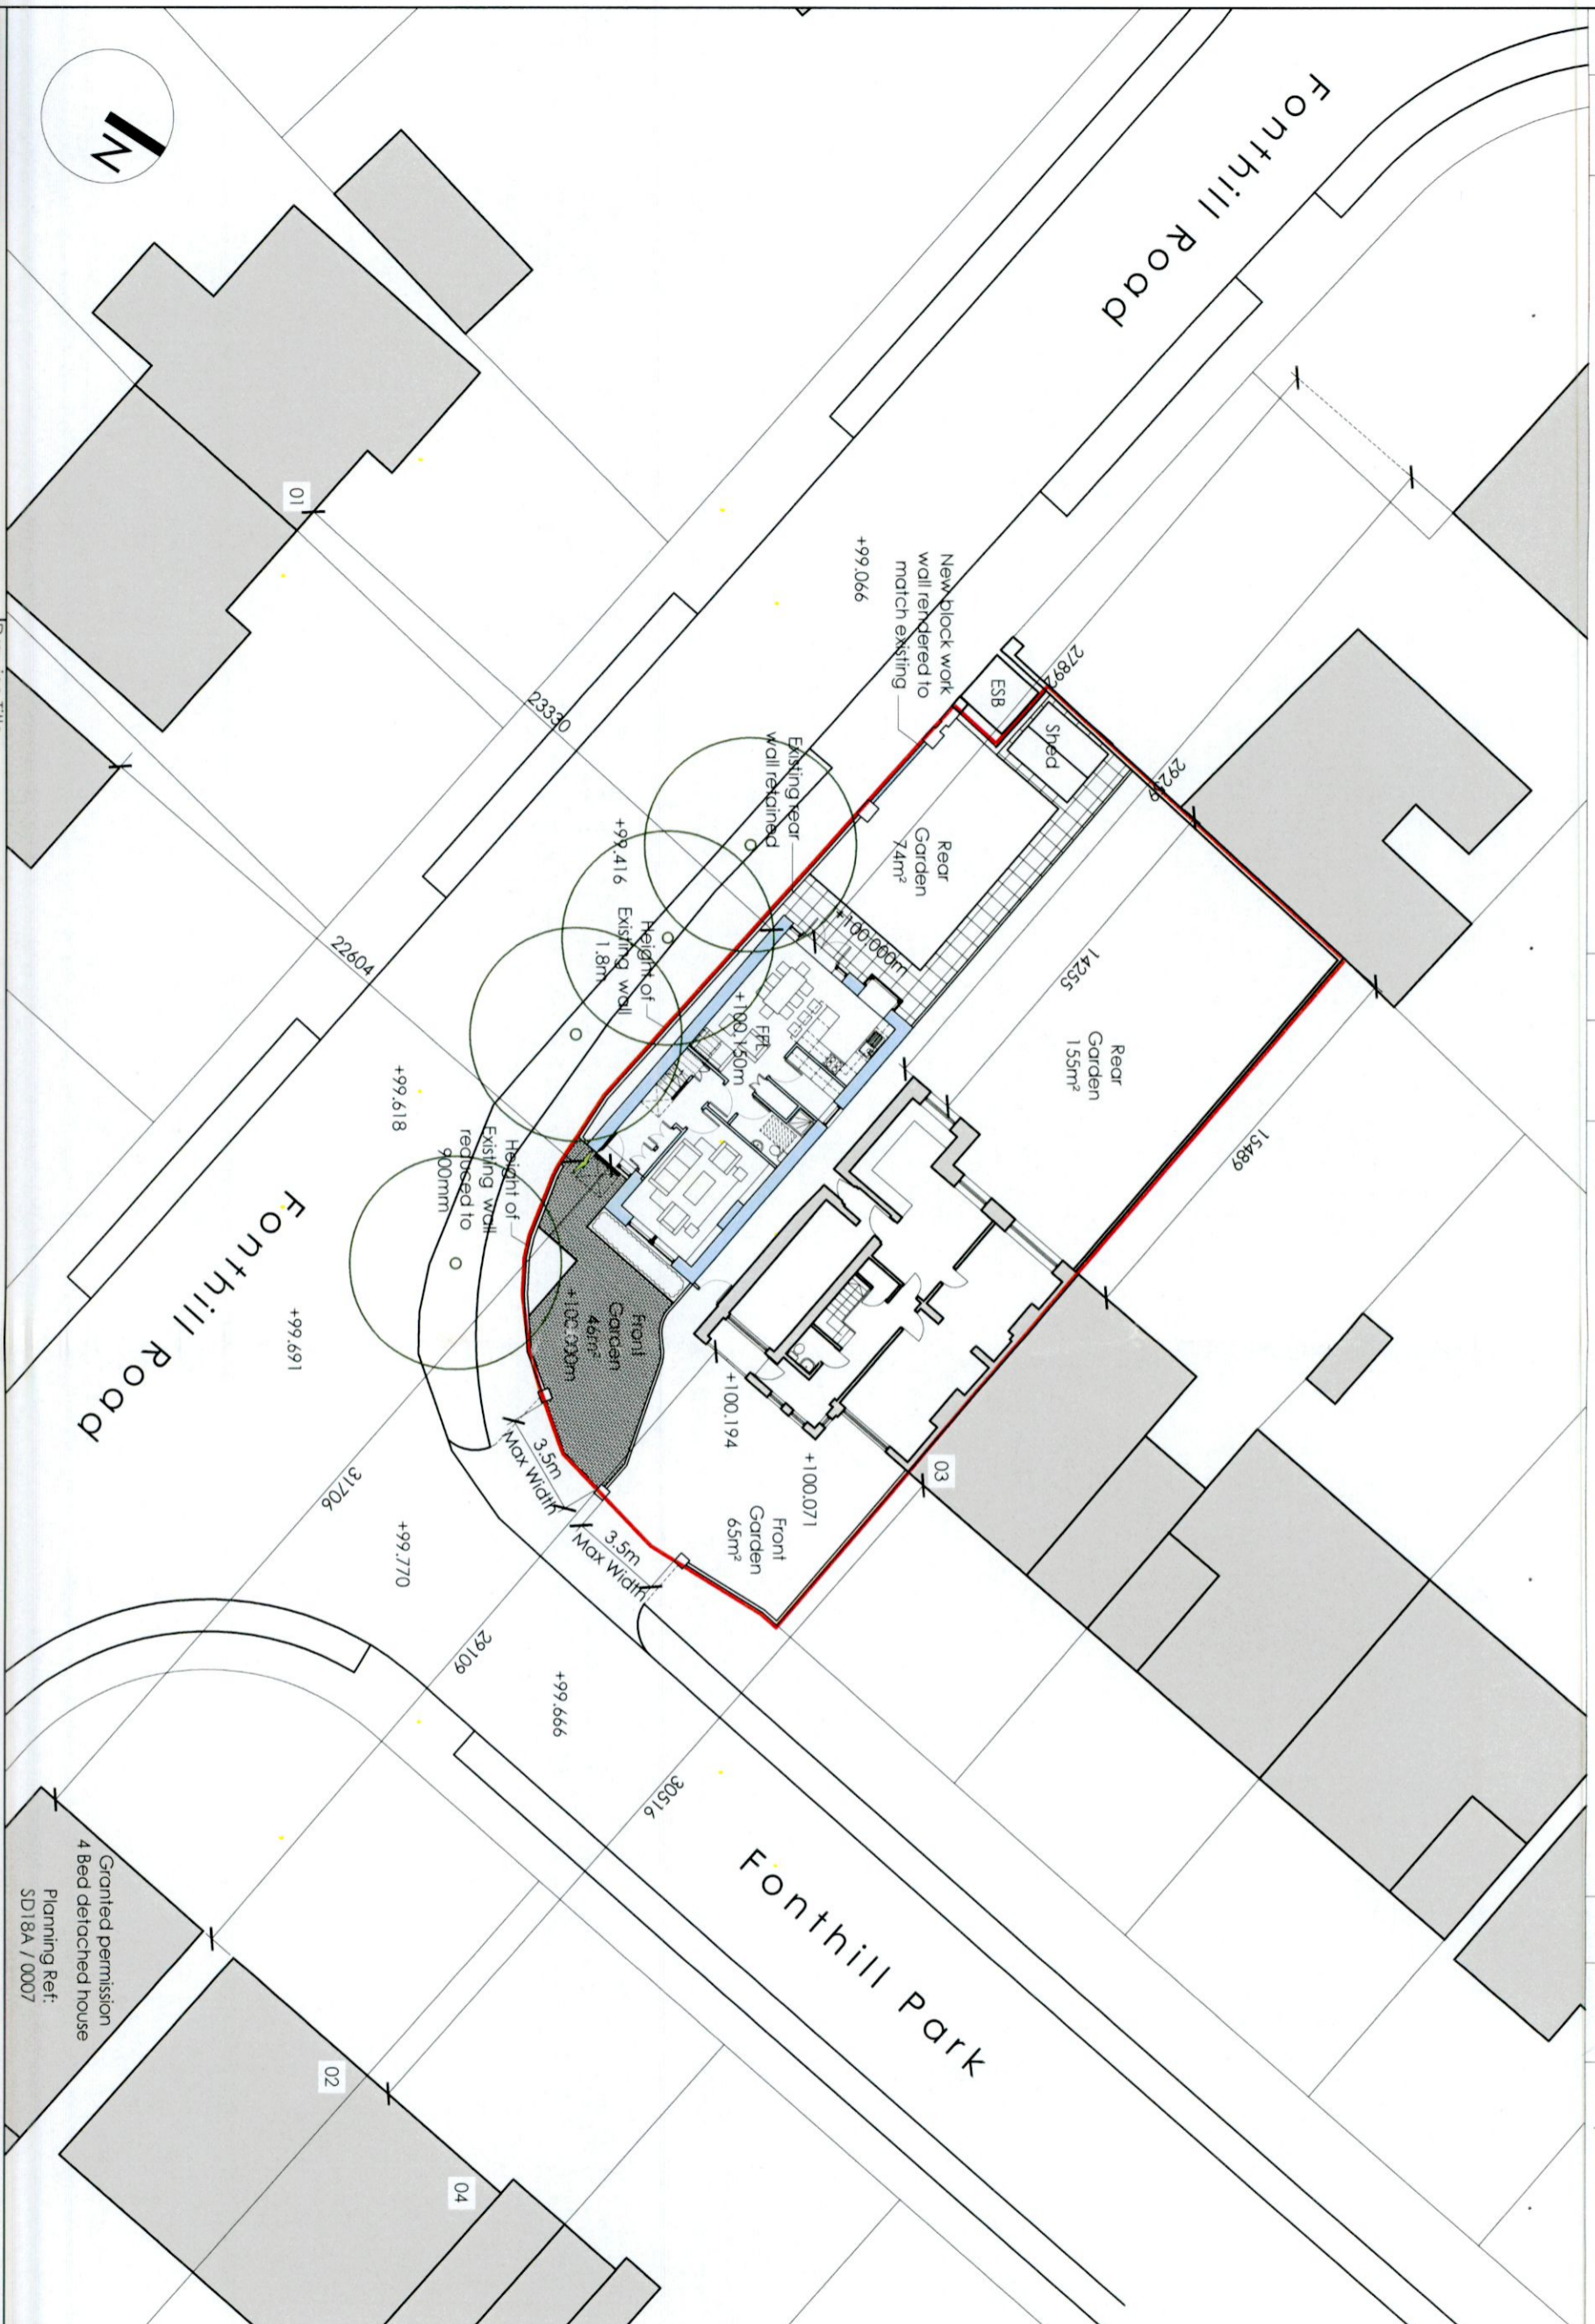 Fonthill Road
N
01
+99.066
New block work
wall rendered to
match existing
ESB
Shed
27892
Existing rear
wall retained
Rear
Garden
74m²
+100.000m
23330
22604
+99.416
Height of
Existing wall
1.8m
FFL
+100.150m
14255
Rear
Garden
155m²
15489
+99.618
Height of
Existing wall
reduced to
900mm
Front
Garden
46m²
+100.000m
+99.691
Fonthill Road
+100.194
+100.071
03
Front
Garden
65m²
3.5m
Max Width
3.5m
Max Width
31706
+99.770
29109
+99.666
30516
Fonthill Park
Granted permission
4 Bed detached house
Planning Ref:
SD18A / 0007
02
04